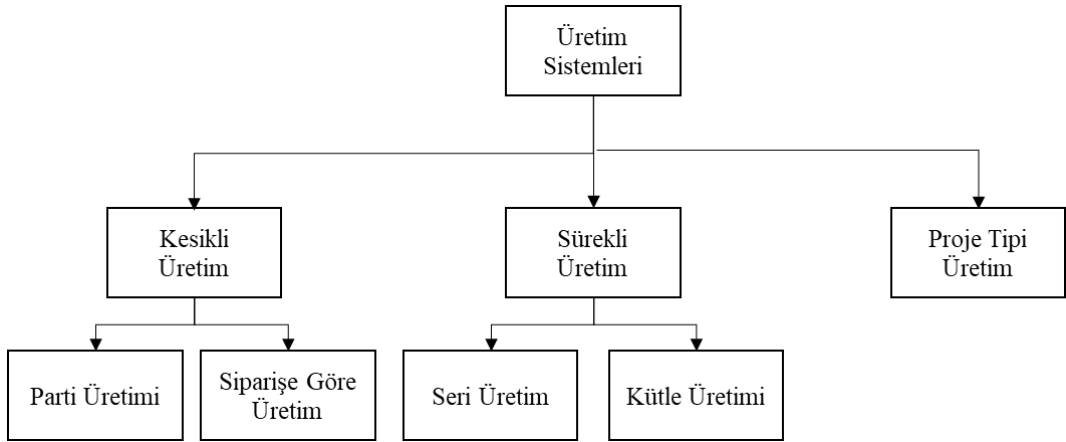 Üretim
Sistemleri
Kesikli
Üretim
Sürekli
Üretim
Proje Tipi
Üretim
Parti Üretimi
Siparişe Göre
Üretim
Seri Üretim
Kütle Üretimi